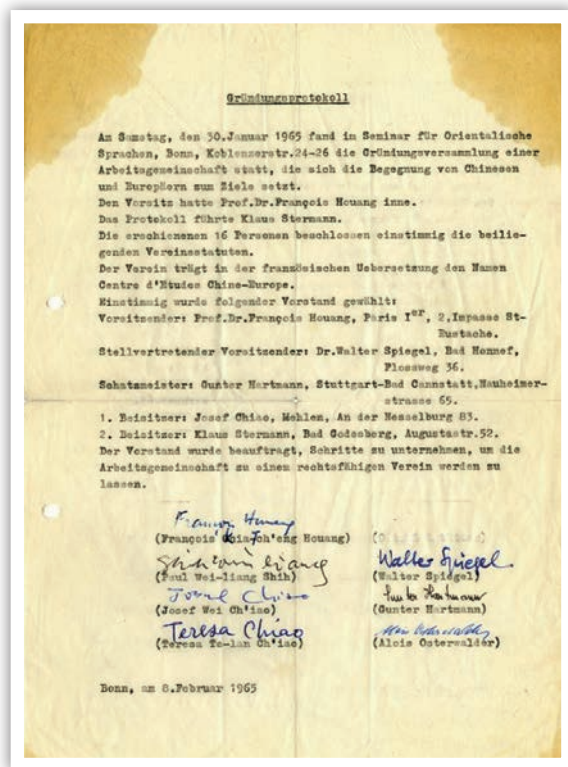 Gründungsprotokoll
Am Samstag, den 30.Januar 1965 fand im Seminar für Orientalische
Sprachen, Bonn, Koblenzerstr.24-26 die Gründungsversammlung einer
Arbeitsgemeinschaft statt, die sich die Begegnung von Chinesen
und Europäern zum Ziele setzt.
Den Vorsitz hatte Prof.Dr.François Houang inne.
Das Protokoll führte Klaus Stermann.
Die erschienenen 16 Personen beschlossen einstimmig die beilie-
genden Vereinsstatuten.
Der Verein trägt in der französischen Uebersetzung den Namen
Centre d'Etudes Chine-Europe.
Einstimmig wurde folgender Vorstand gewählt:
Vorsitzender: Prof.Dr.François Houang, Paris Ier, 2,Impasse St-
Eustache.
Stellvertretender Vorsitzender: Dr.Walter Spiegel, Bad Honnef,
Plossweg 36.
Schatzmeister: Gunter Hartmann, Stuttgart-Bad Cannstatt,Nauheimer-
strasse 65.
1. Beisitzer: Josef Chiao, Mehlem, An der Nesselburg 83.
2. Beisitzer: Klaus Stermann, Bad Godesberg, Augustastr.52.
Der Vorstand wurde beauftragt, Schritte zu unternehmen, um die
Arbeitsgemeinschaft zu einem rechtsfähigen Verein werden zu
lassen.
François Houang
(François Chia-ch'eng Houang)
Walter Spiegel
(Paul Wei-liang Shih) (Walter Spiegel)
Josef Chiao Gunter Hartmann
(Josef Wei Ch'iao) (Gunter Hartmann)
Teresa Chiao
(Teresa Te-lan Ch'iao) (Alois Osterwalder)
Bonn, am 8.Februar 1965